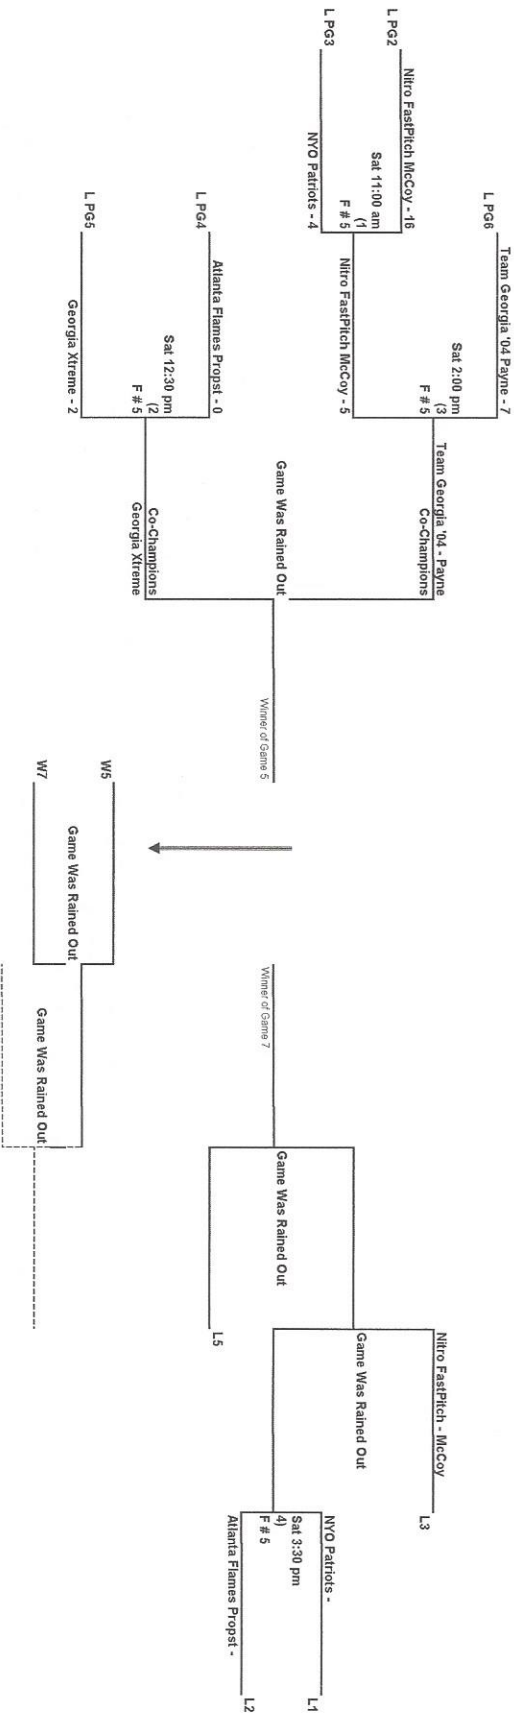 L PG6
Team Georgia '04 Payne - 7
L PG2
Nitro FastPitch McCoy - 16
Sat 11:00 am
(1
F # 5
L PG3
NYO Patriots - 4
Sat 2:00 pm
(3
F # 5
Nitro FastPitch McCoy - 5
Team Georgia '04 - Payne
Co-Champions
Game Was Rained Out
L PG4
Atlanta Flames Propst - 0
Sat 12:30 pm
(2
F # 5
L PG5
Georgia Xtreme - 2
Co-Champions
Georgia Xtreme
Winner of Game 5
W5
Game Was Rained Out
W7
Game Was Rained Out
Winner of Game 7
Game Was Rained Out
L5
Nitro FastPitch - McCoy
L3
Game Was Rained Out
NYO Patriots -
L1
Sat 3:30 pm
4)
F # 5
Atlanta Flames Propst -
L2